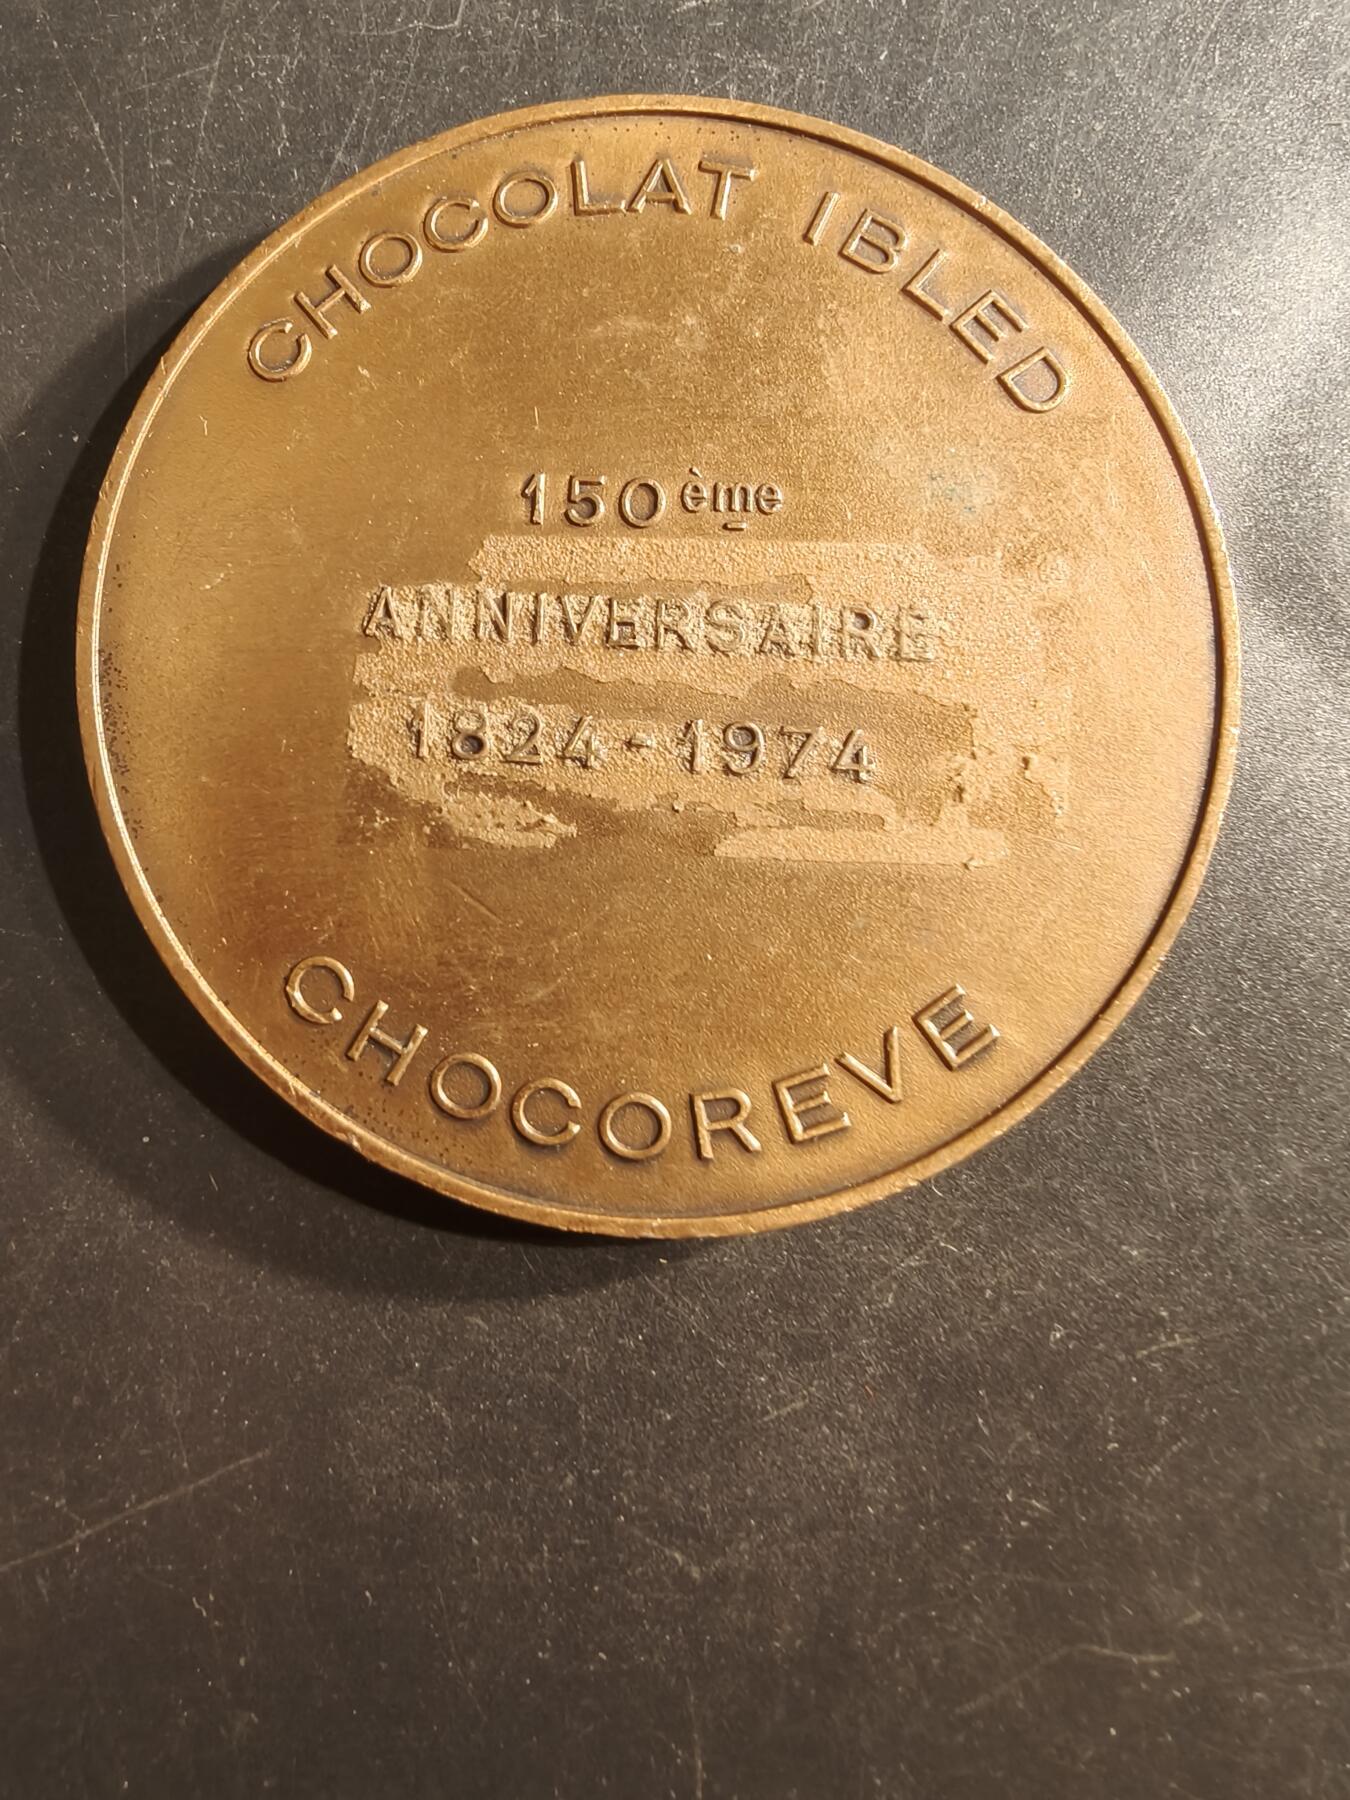 CHOCOLAT IBLED
150ème
ANNIVERSAIRE
1824-1974
CHOCOREVE